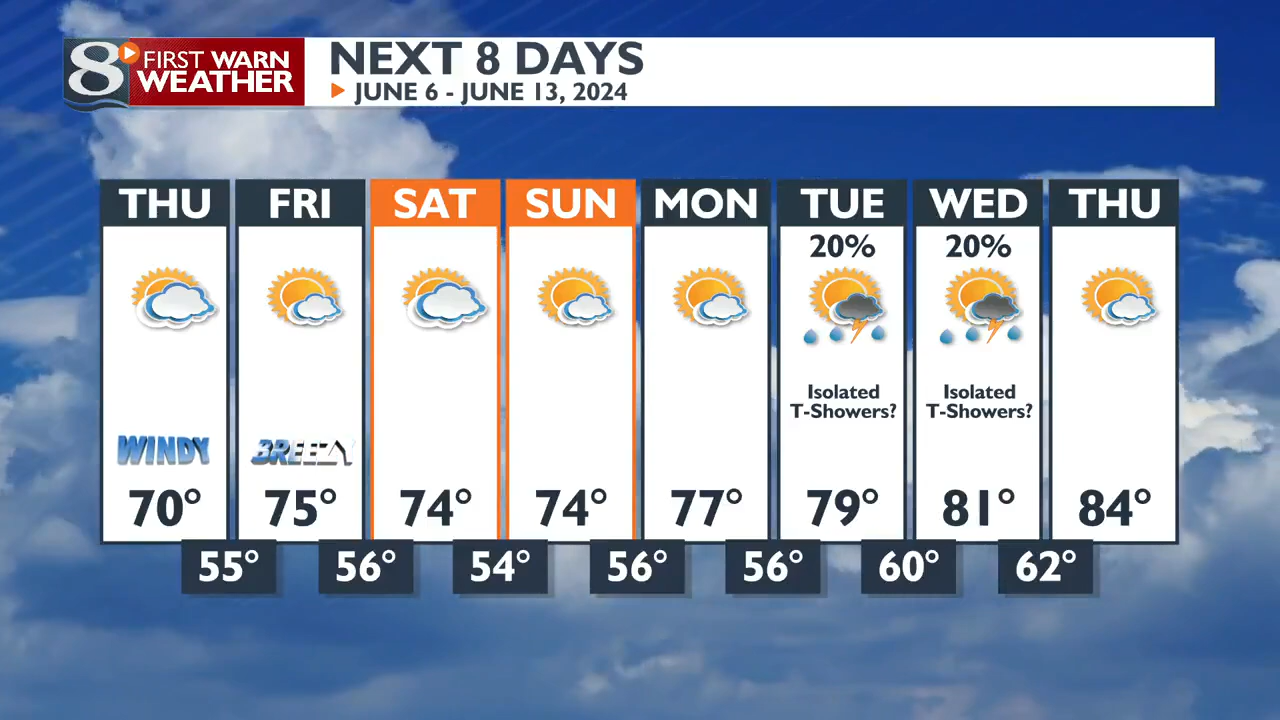 8 FIRST WARN
WEATHER
NEXT 8 DAYS
JUNE 6 - JUNE 13, 2024
THU FRI SAT SUN MON TUE WED THU
20% 20%
Isolated Isolated
T-Showers? T-Showers?
WINDY BREEZY
70° 75° 74° 74° 77° 79° 81° 84°
55° 56° 54° 56° 56° 60° 62°